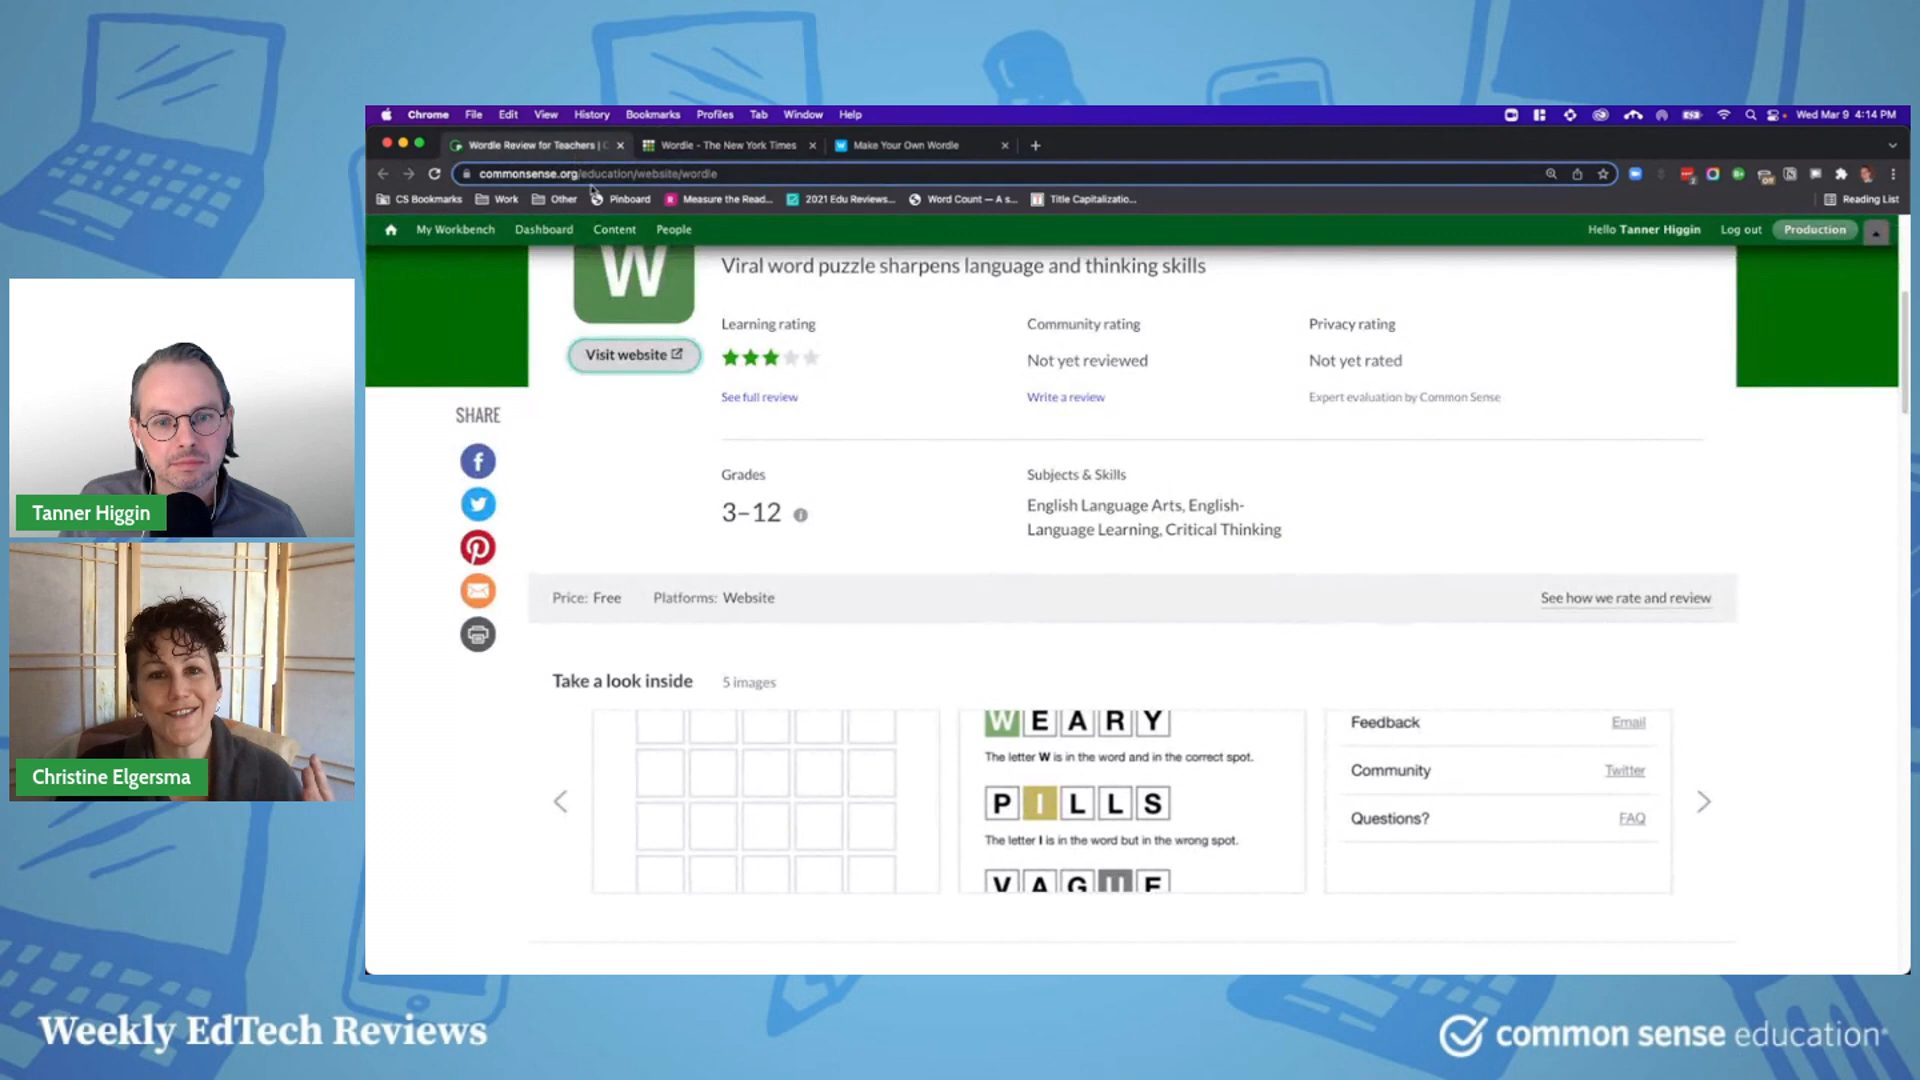 Chrome File Edit View History Bookmarks Profiles Tab Window Help
Wed Mar 9 4:14 PM
Wordle Review for Teachers | C
Wordle - The New York Times
Make Your Own Wordle
commonsense.org/education/website/wordle
CS Bookmarks Work Other Pinboard Measure the Read... 2021 Edu Reviews... Word Count — A s... Title Capitalizatio... Reading List
My Workbench Dashboard Content People
Hello Tanner Higgin Log out Production
W
Viral word puzzle sharpens language and thinking skills
Visit website
Learning rating
See full review
Community rating
Not yet reviewed
Write a review
Privacy rating
Not yet rated
Expert evaluation by Common Sense
SHARE
Grades
3–12
Subjects & Skills
English Language Arts, English-
Language Learning, Critical Thinking
Price: Free Platforms: Website
See how we rate and review
Take a look inside 5 images
WEARY
The letter W is in the word and in the correct spot.
PILLS
The letter I is in the word but in the wrong spot.
VAGUE
Feedback Email
Community Twitter
Questions? FAQ
Tanner Higgin
Christine Elgersma
Weekly EdTech Reviews
common sense education